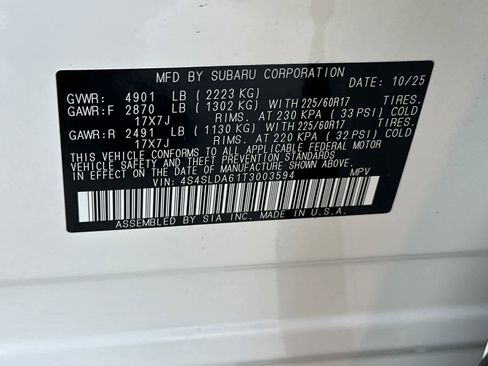 MFD BY SUBARU CORPORATION DATE: 10/25
GVWR: 4901 LB (2223 KG)
GAWR:F 2870 LB (1302 KG) WITH 225/60R17 TIRES.
17X7J RIMS. AT 230 KPA (33 PSI) COLD
GAWR:R 2491 LB (1130 KG) WITH 225/60R17 TIRES.
17X7J RIMS. AT 220 KPA (32 PSI) COLD
THIS VEHICLE CONFORMS TO ALL APPLICABLE FEDERAL MOTOR
VEHICLE SAFETY AND THEFT PREVENTION STANDARDS
IN EFFECT ON THE DATE OF MANUFACTURE SHOWN ABOVE.
VIN: 4S4SLDA61T3003594 MPV
ASSEMBLED BY SIA INC. MADE IN U.S.A.